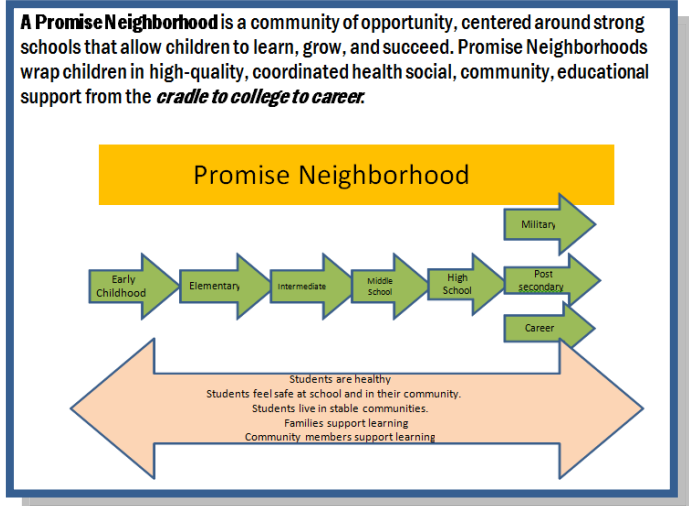 A Promise Neighborhood is a community of opportunity, centered around strong
schools that allow children to learn, grow, and succeed. Promise Neighborhoods
wrap children in high-quality, coordinated health social, community, educational
support from the cradle to college to career.
Promise Neighborhood
Military
Early
Childhood
Elementary
Intermediate
Middle
School
High
School
Post
secondary
Career
Students are healthy
Students feel safe at school and in their community.
Students live in stable communities.
Families support learning
Community members support learning